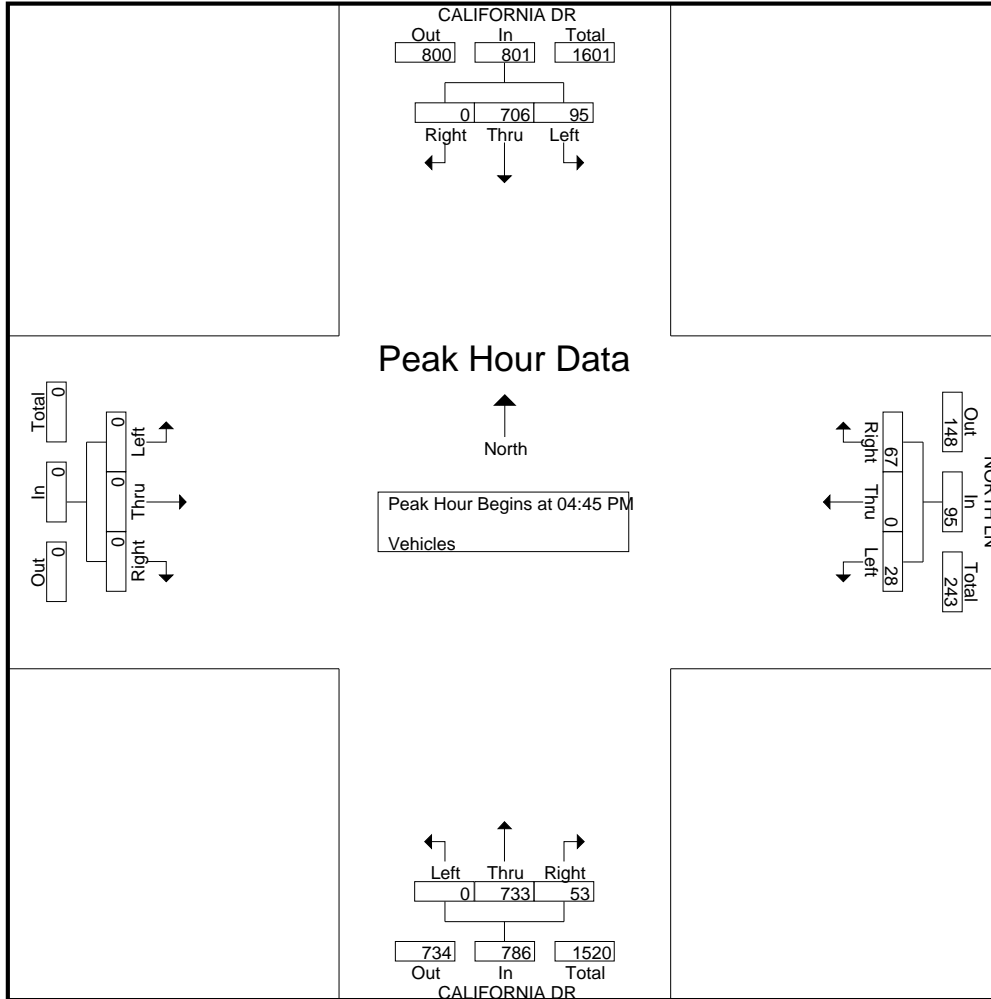 CALIFORNIA DR
Out In Total
800 801 1601
0 706 95
Right Thru Left
Peak Hour Data
North
Peak Hour Begins at 04:45 PM
Vehicles
Total In Out
0 0 0
0 0 0
Left Thru Right
Right Thru Left
67 0 28
148 95 243
Out In Total
NORTH LN
Left Thru Right
0 733 53
734 786 1520
Out In Total
CALIFORNIA DR